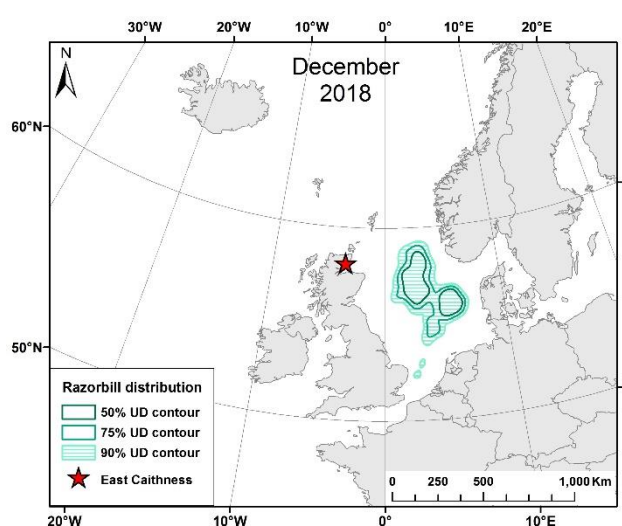 30°W 20°W 10°W 0° 10°E 20°E 30°E
N
December
2018
60°N
50°N
Razorbill distribution
50% UD contour
75% UD contour
90% UD contour
East Caithness
0 250 500 1,000 Km
20°W 10°W 0° 10°E